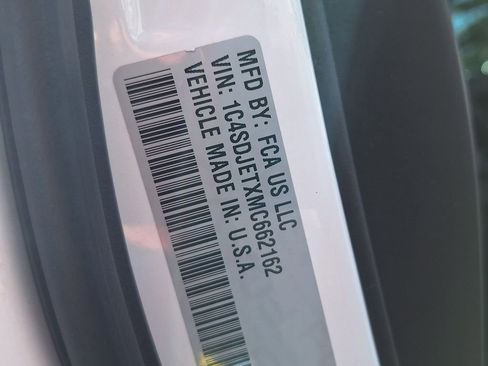 MFD BY: FCA US LLC
VIN: 1C4SDJETXMC662162
VEHICLE MADE IN: U.S.A.